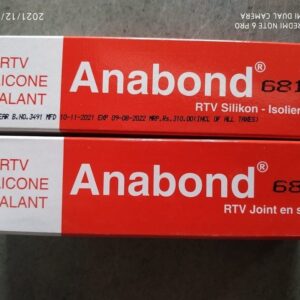 2021/12/
REDMI NOTE 6 PRO
MI DUAL CAMERA
RTV
ILICONE
ALANT
Anabond® 681
RTV Silikon - Isolier
EAR B.NO.3491 MFD 10-11-2021 EXP 09-08-2022 MRP.Rs.310.00(INCL OF ALL TAXES)
RTV
ICONE
ALANT
Anabond® 68
RTV Joint en s